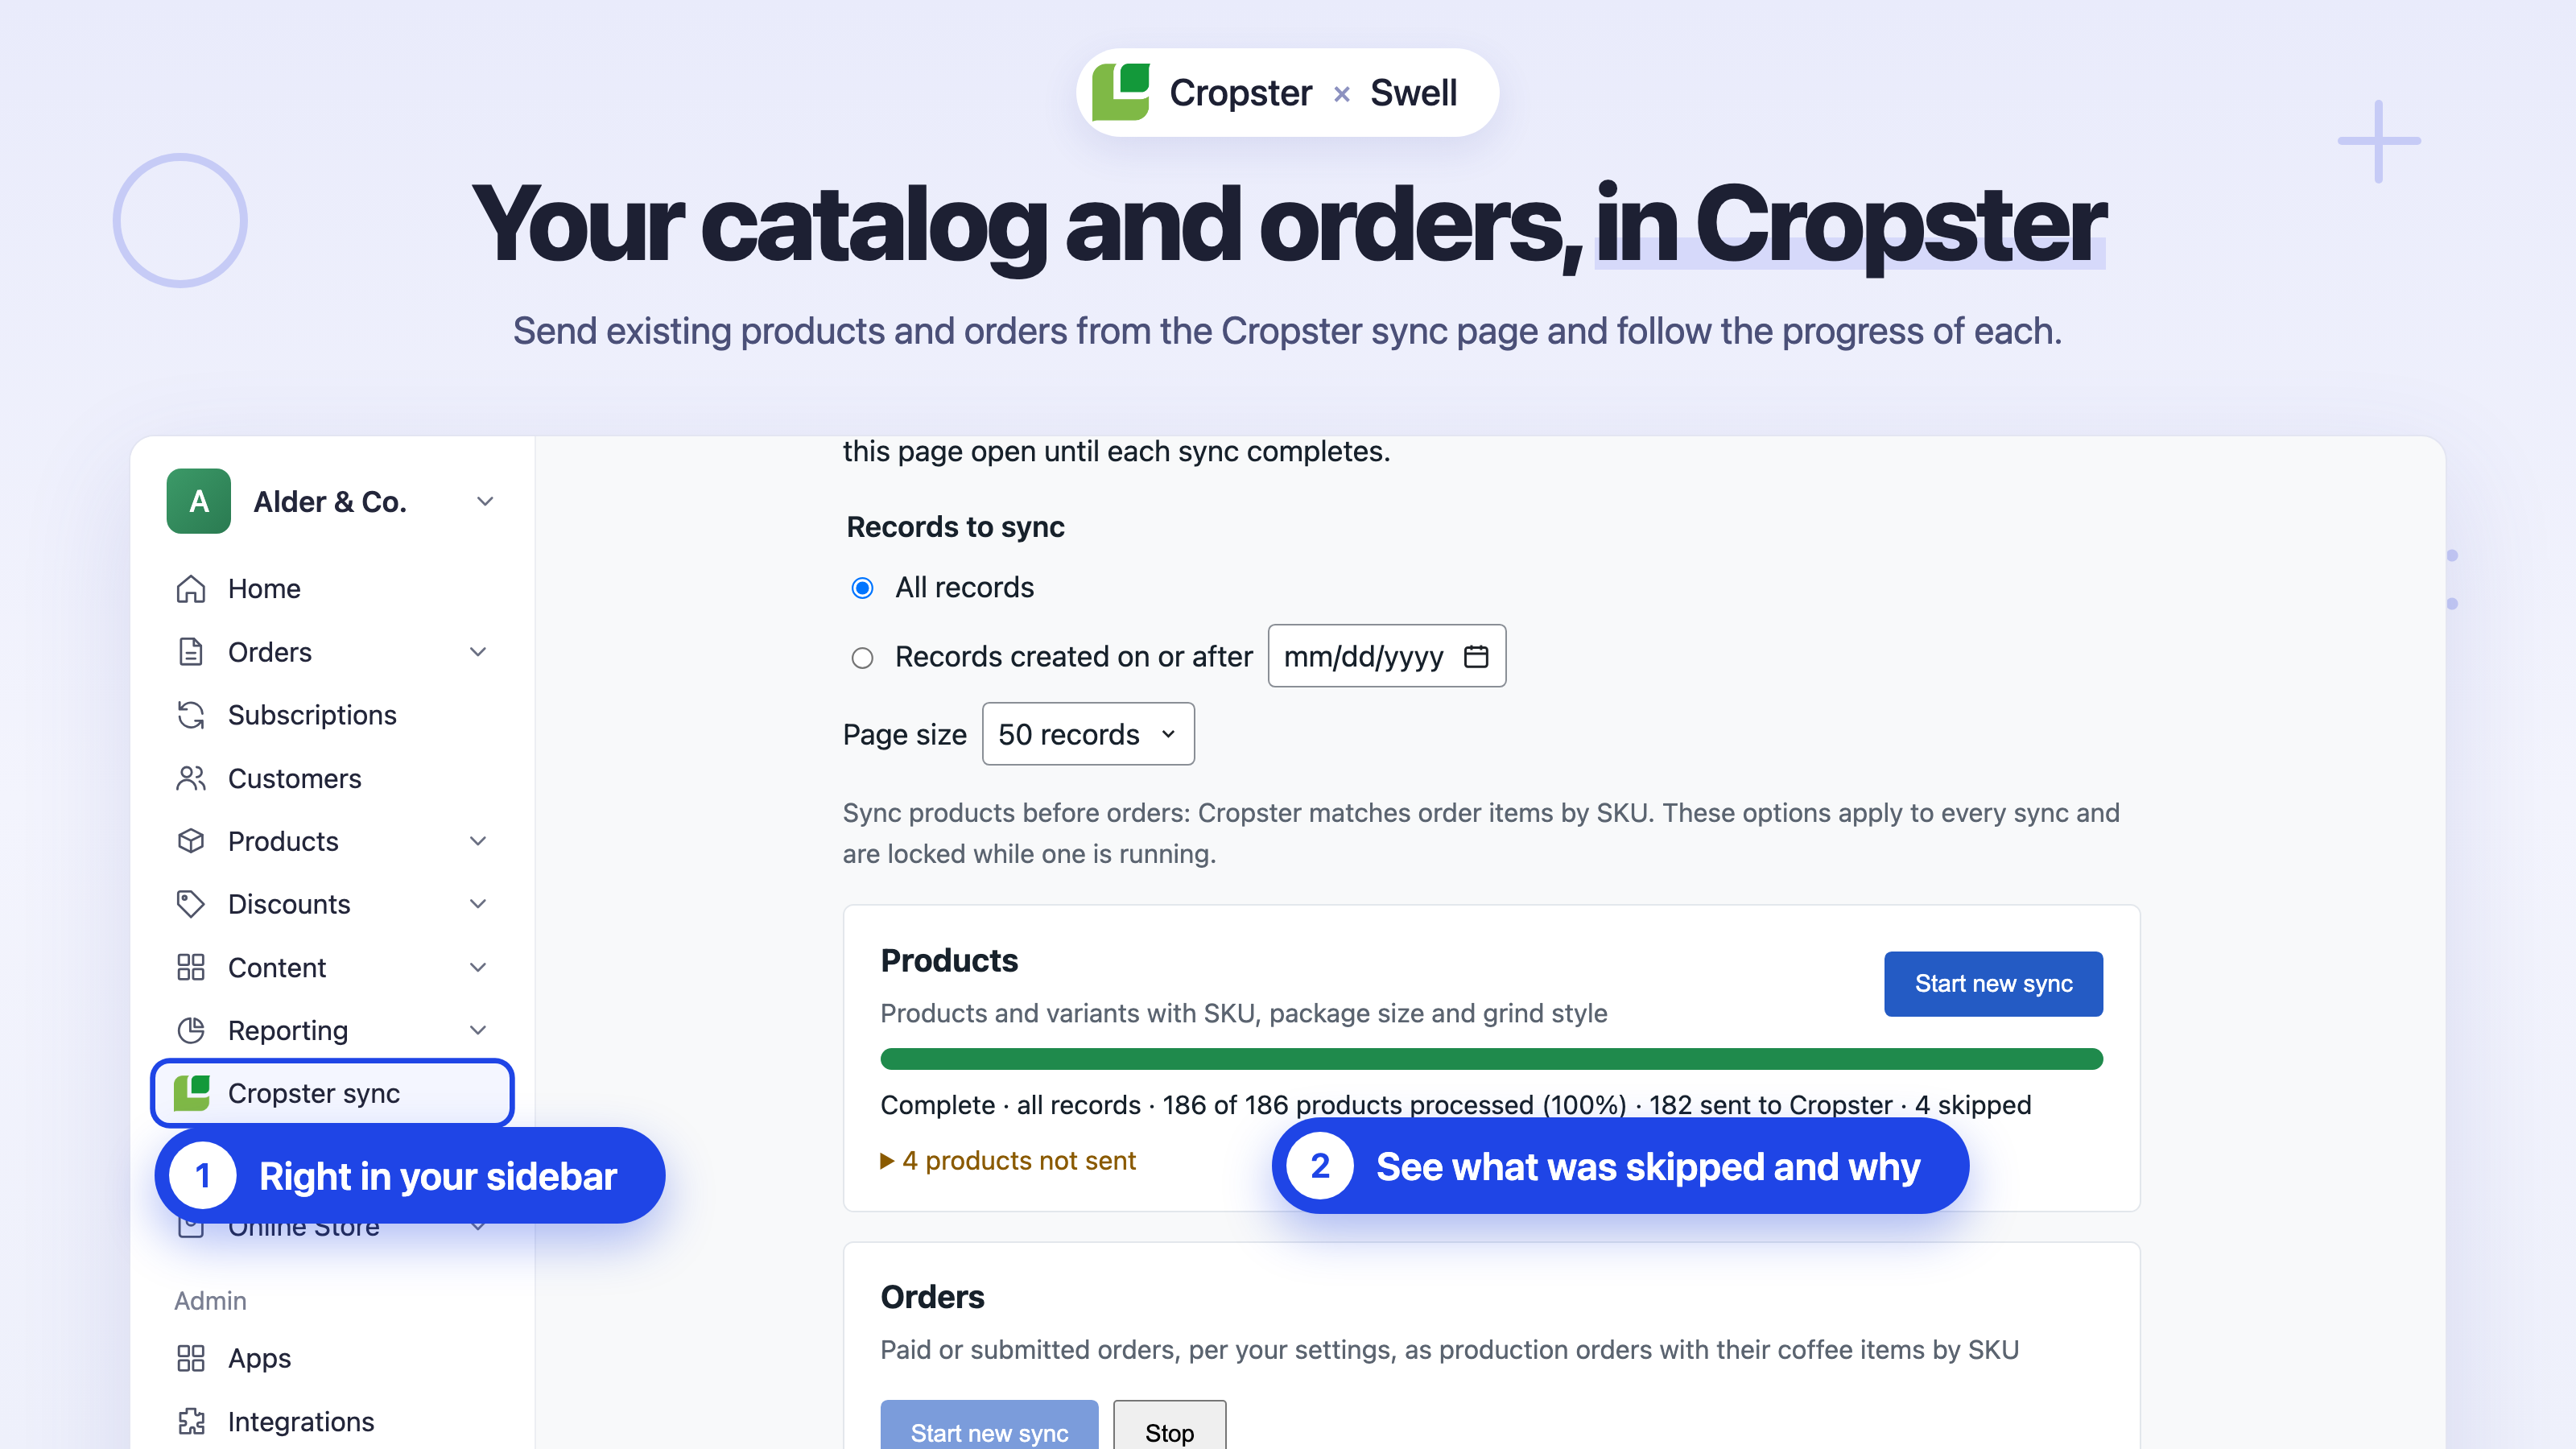 Cropster × Swell
Your catalog and orders, in Cropster
Send existing products and orders from the Cropster sync page and follow the progress of each.
A Alder & Co.
Home
Orders
Subscriptions
Customers
Products
Discounts
Content
Reporting
Cropster sync
1 Right in your sidebar
Online Store
Admin
Apps
Integrations
this page open until each sync completes.
Records to sync
All records
Records created on or after mm/dd/yyyy
Page size 50 records
Sync products before orders: Cropster matches order items by SKU. These options apply to every sync and
are locked while one is running.
Products
Start new sync
Products and variants with SKU, package size and grind style
Complete · all records · 186 of 186 products processed (100%) · 182 sent to Cropster · 4 skipped
4 products not sent
2 See what was skipped and why
Orders
Paid or submitted orders, per your settings, as production orders with their coffee items by SKU
Start new sync Stop